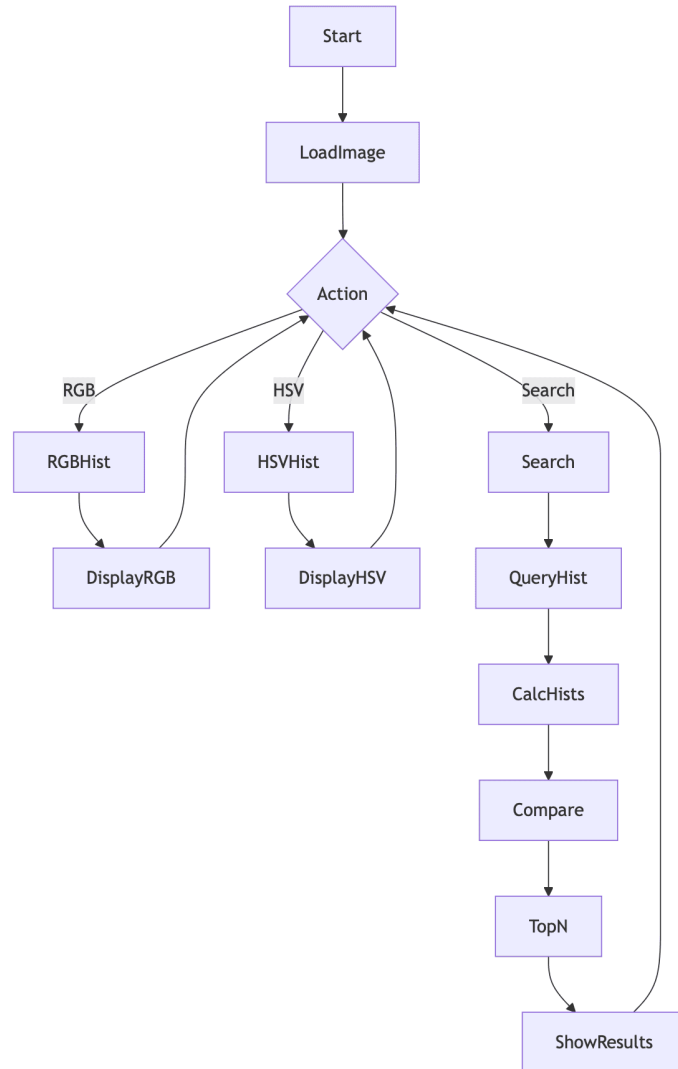 Start
LoadImage
Action
RGB
HSV
Search
RGBHist
HSVHist
Search
DisplayRGB
DisplayHSV
QueryHist
CalcHists
Compare
TopN
ShowResults